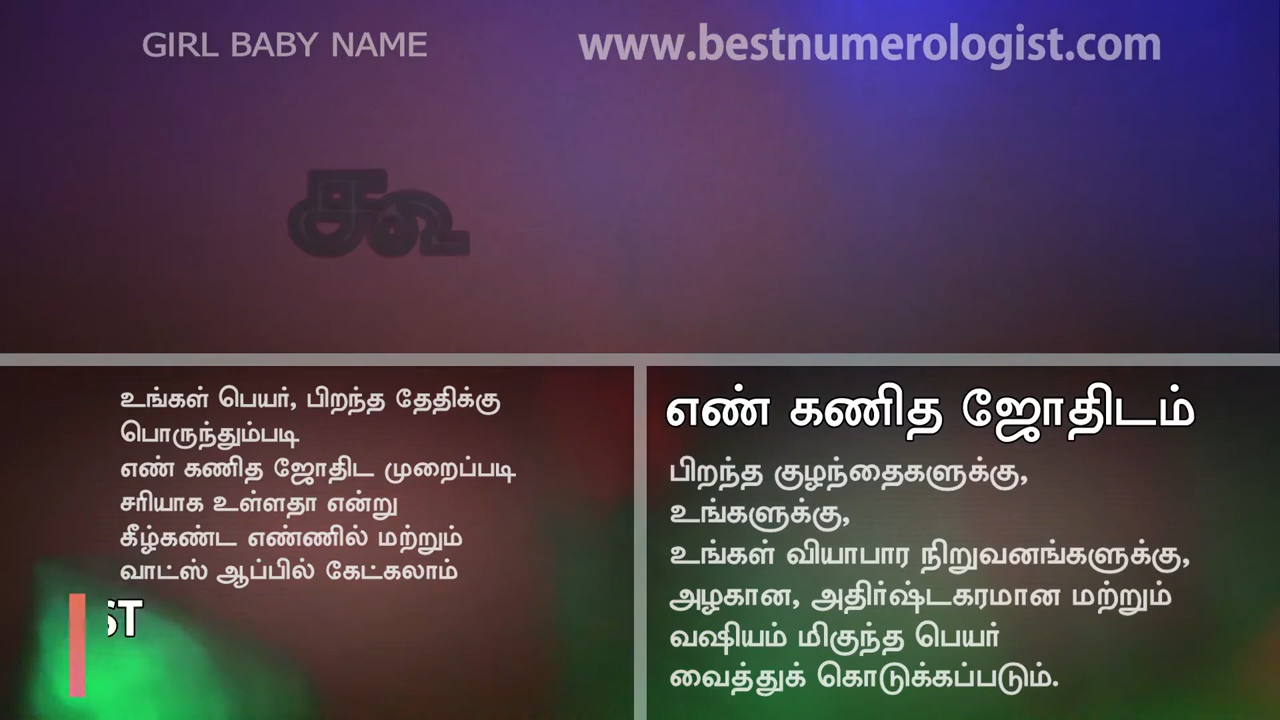 GIRL BABY NAME
www.bestnumerologist.com
கூ
உங்கள் பெயர், பிறந்த தேதிக்கு
பொருந்தும்படி
எண் கணித ஜோதிட முறைப்படி
சரியாக உள்ளதா என்று
கீழ்கண்ட எண்ணில் மற்றும்
வாட்ஸ் ஆப்பில் கேட்கலாம்
ST
எண் கணித ஜோதிடம்
பிறந்த குழந்தைகளுக்கு,
உங்களுக்கு,
உங்கள் வியாபார நிறுவனங்களுக்கு,
அழகான, அதிர்ஷ்டகரமான மற்றும்
வஷியம் மிகுந்த பெயர்
வைத்துக் கொடுக்கப்படும்.